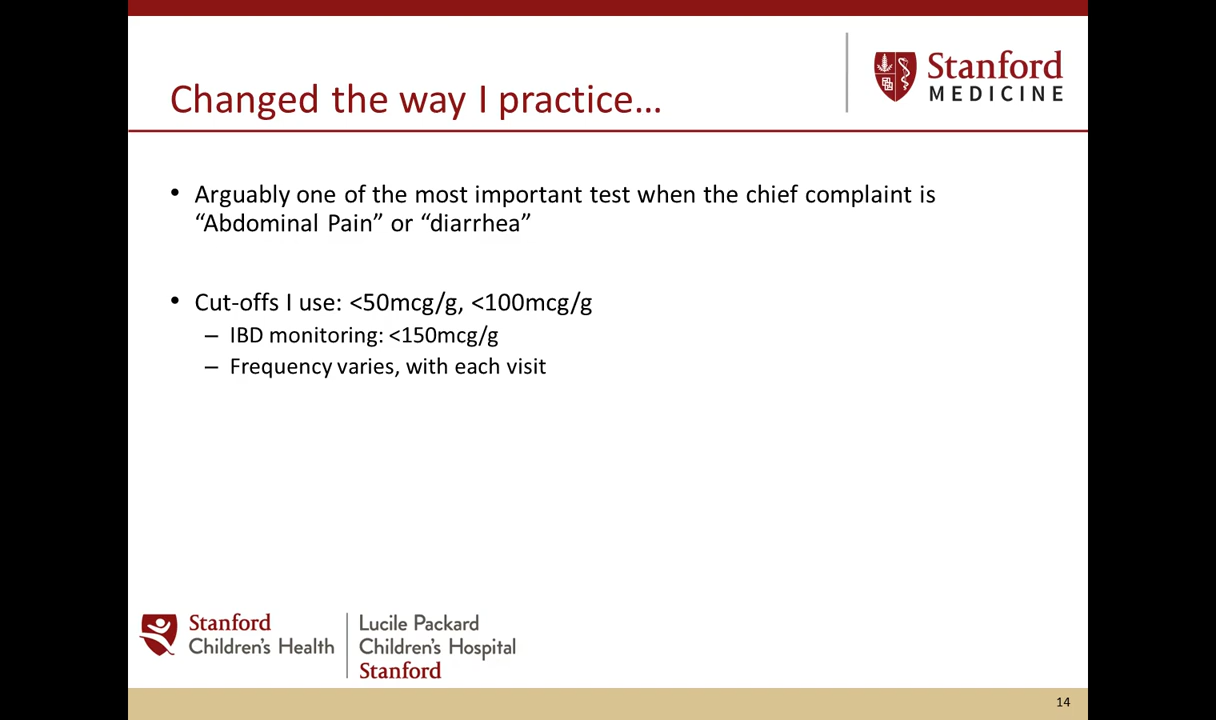 Changed the way I practice…
Stanford
MEDICINE
• Arguably one of the most important test when the chief complaint is
“Abdominal Pain” or “diarrhea”
• Cut-offs I use: <50mcg/g, <100mcg/g
– IBD monitoring: <150mcg/g
– Frequency varies, with each visit
Stanford
Children’s Health
Lucile Packard
Children’s Hospital
Stanford
14